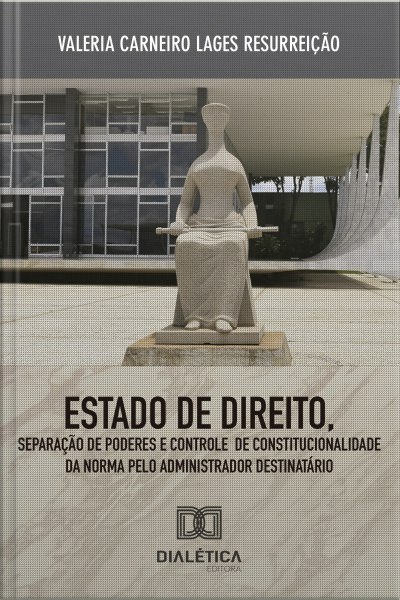 VALERIA CARNEIRO LAGES RESURREIÇÃO
ESTADO DE DIREITO,
SEPARAÇÃO DE PODERES E CONTROLE DE CONSTITUCIONALIDADE
DA NORMA PELO ADMINISTRADOR DESTINATÁRIO
DIALÉTICA
EDITORA